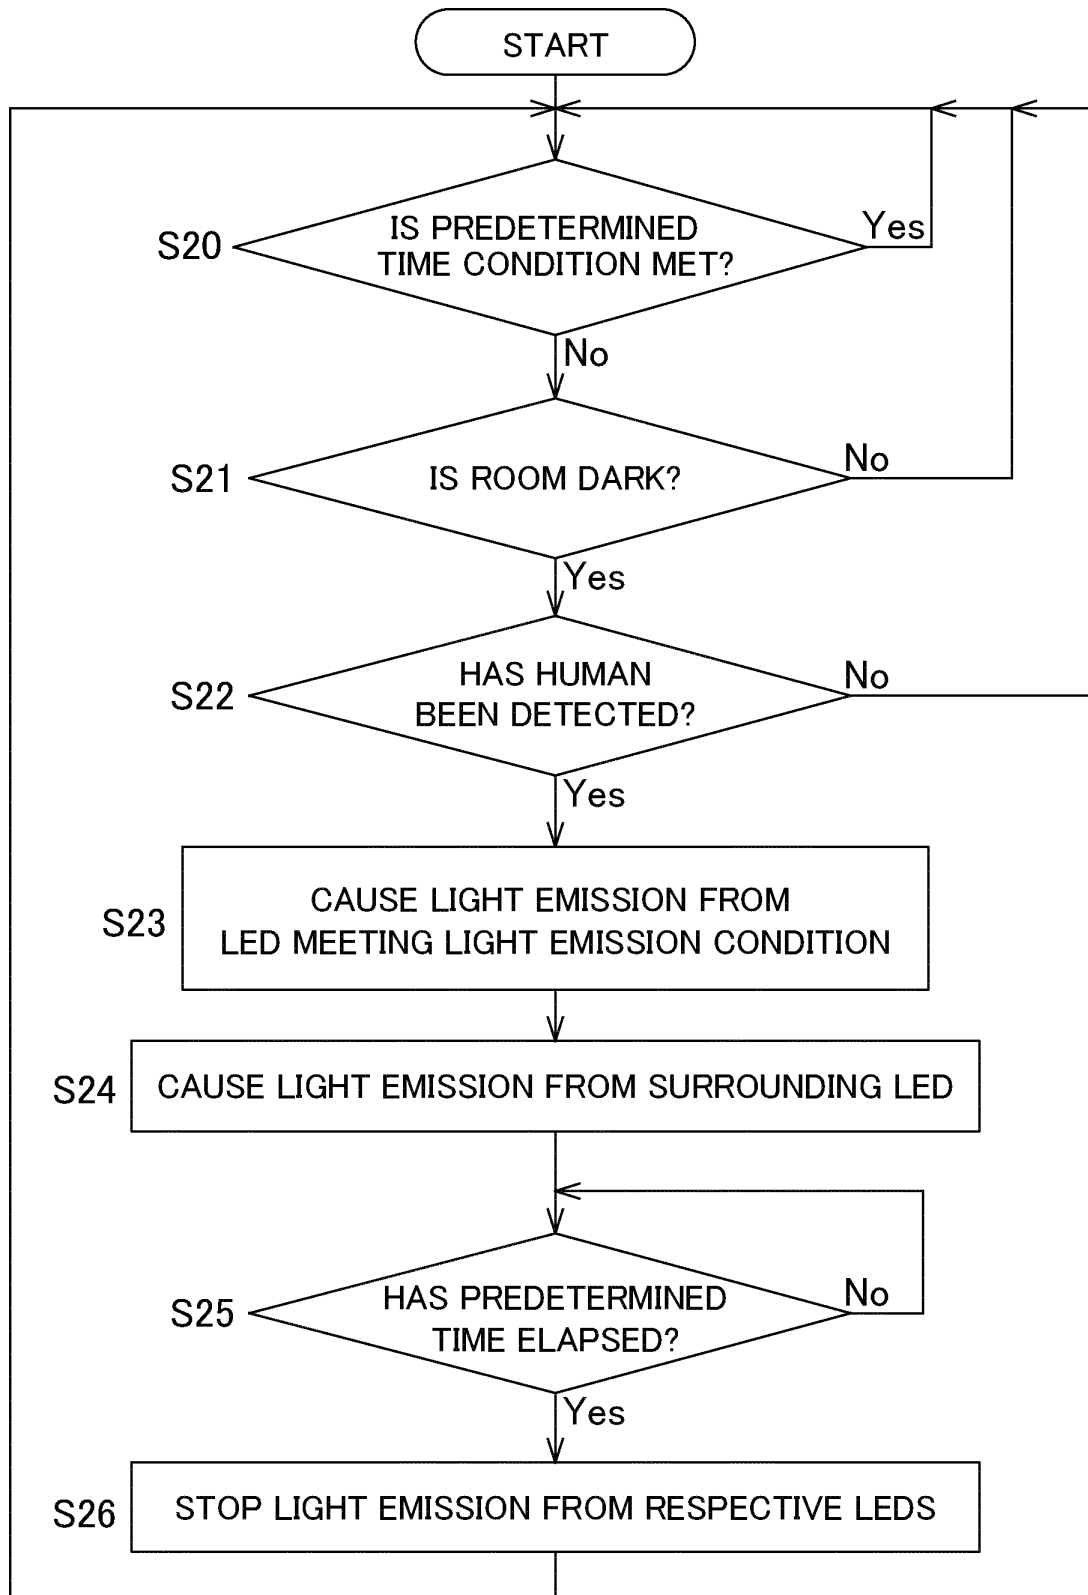 START
S20
IS PREDETERMINED
TIME CONDITION MET?
Yes
No
S21
IS ROOM DARK?
No
Yes
S22
HAS HUMAN
BEEN DETECTED?
No
Yes
S23
CAUSE LIGHT EMISSION FROM
LED MEETING LIGHT EMISSION CONDITION
S24
CAUSE LIGHT EMISSION FROM SURROUNDING LED
S25
HAS PREDETERMINED
TIME ELAPSED?
No
Yes
S26
STOP LIGHT EMISSION FROM RESPECTIVE LEDS